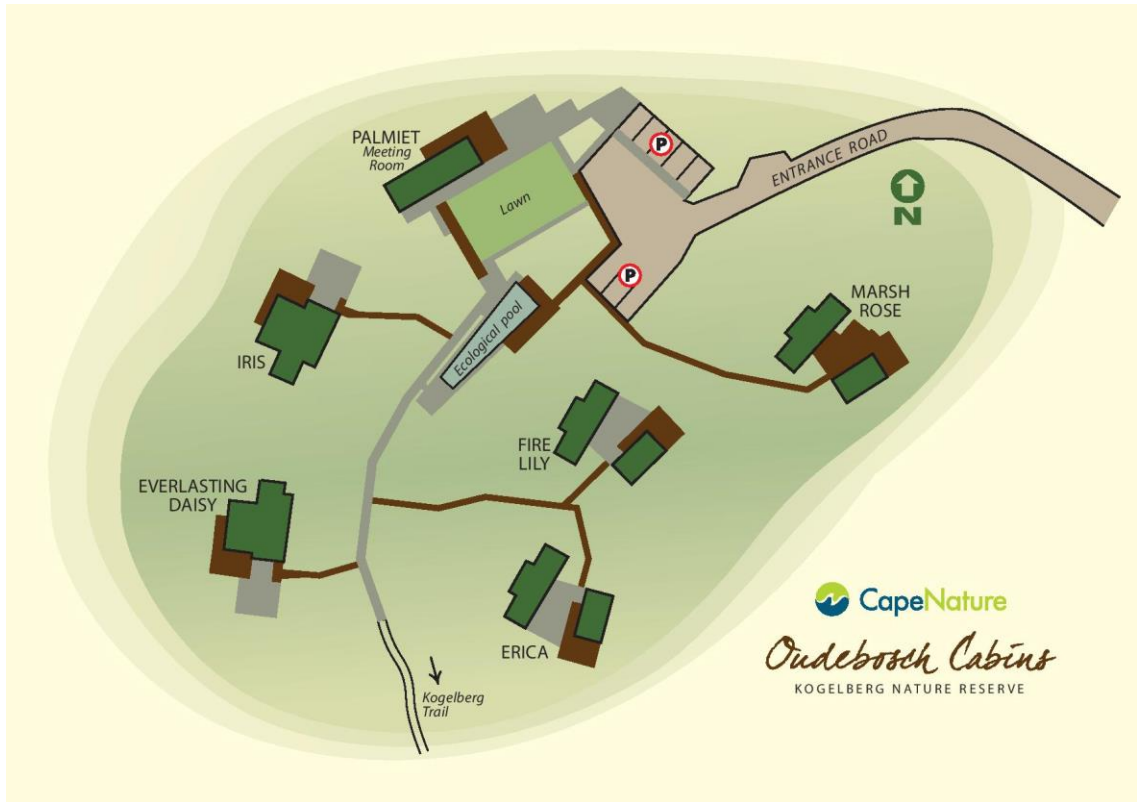 PALMIET
Meeting
Room
P
ENTRANCE ROAD
Lawn
N
P
MARSH
ROSE
IRIS
Ecological pool
FIRE
LILY
EVERLASTING
DAISY
ERICA
CapeNature
Oudebosch Cabins
KOGELBERG NATURE RESERVE
Kogelberg
Trail